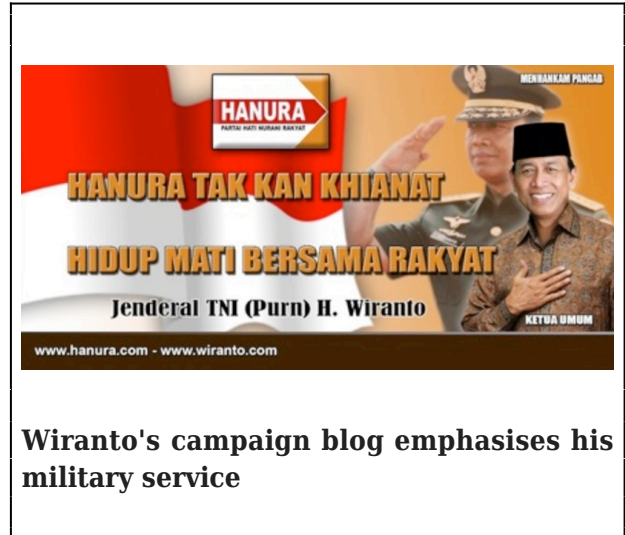 MENHANKAM PANGAB
HANURA
PARTAI HATI NURANI RAKYAT
HANURA TAK KAN KHIANAT
HIDUP MATI BERSAMA RAKYAT
Jenderal TNI (Purn) H. Wiranto
KETUA UMUM
www.hanura.com - www.wiranto.com
Wiranto's campaign blog emphasises his
military service